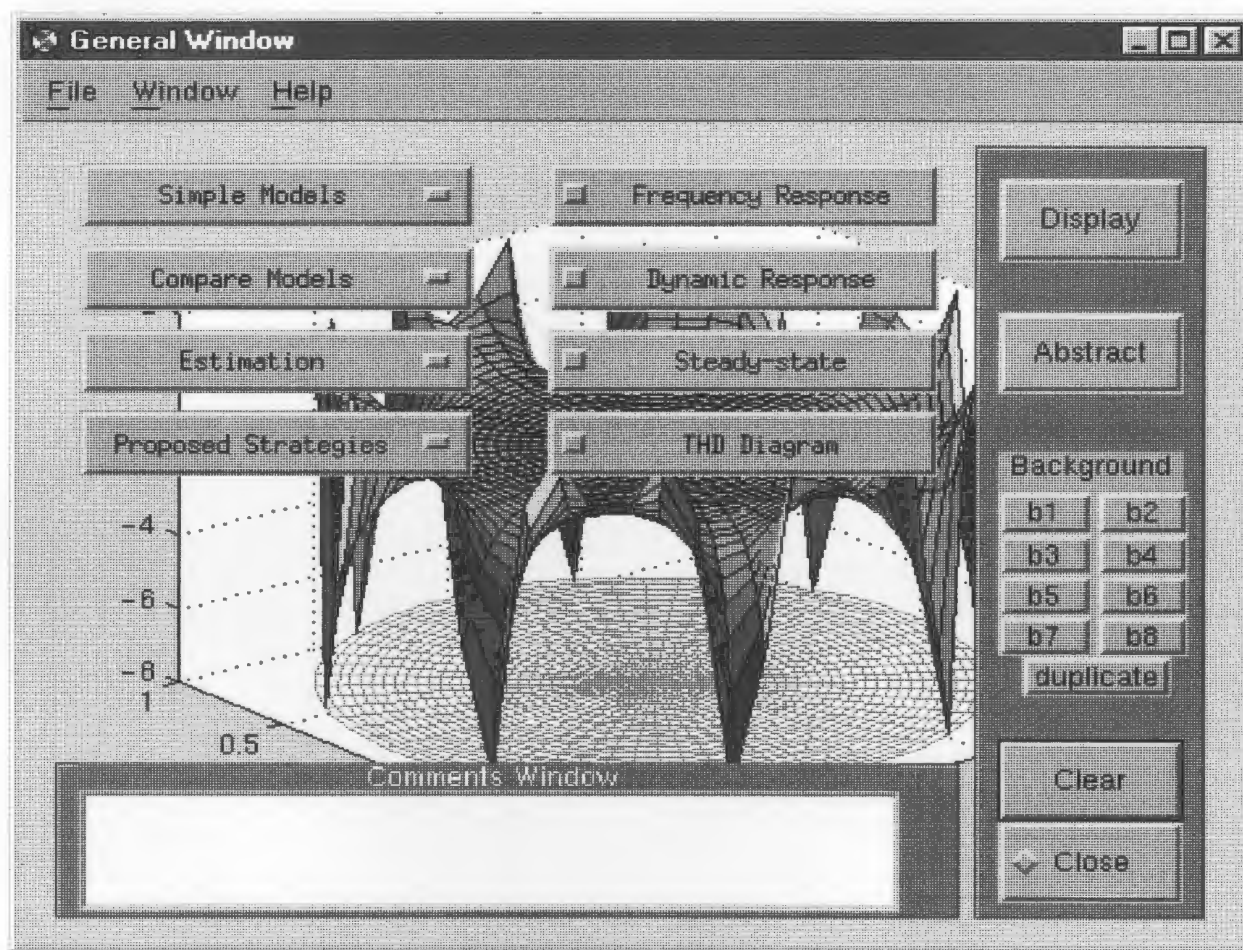 General Window
File Window Help
Simple Models
Frequency Response
Compare Models
Dynamic Response
Estimation
Steady-state
Proposed Strategies
THD Diagram
-4
-6
-8
1
0.5
Display
Abstract
Background
b1 b2
b3 b4
b5 b6
b7 b8
duplicate
Clear
Close
Comments Window